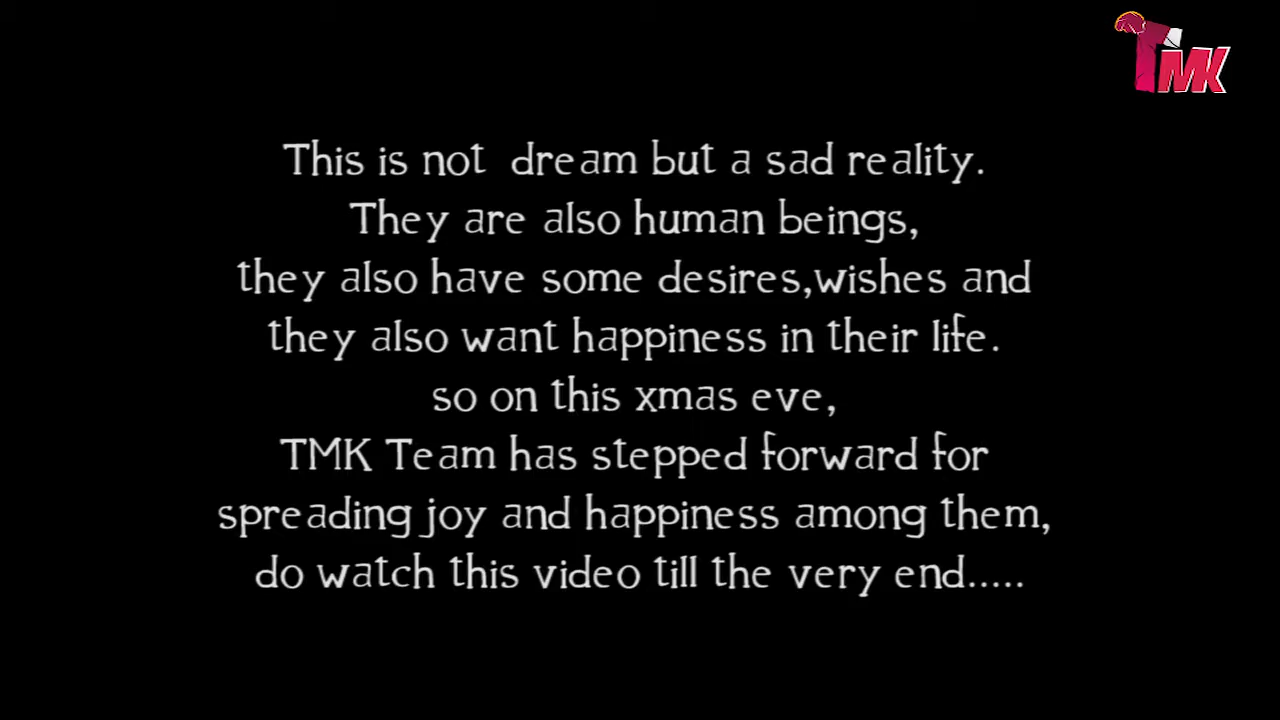 TMK
This is not dream but a sad reality.
They are also human beings,
they also have some desires,wishes and
they also want happiness in their life.
so on this xmas eve,
TMK Team has stepped forward for
spreading joy and happiness among them,
do watch this video till the very end.....